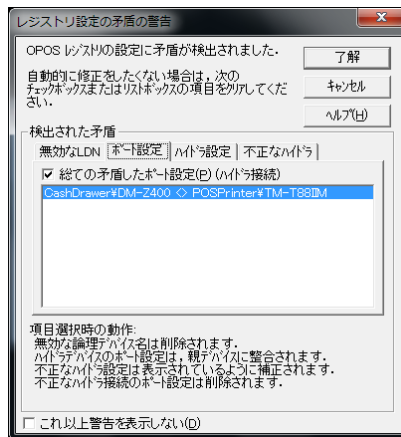 レジストリ設定の矛盾の警告
OPOS レジストリの設定に矛盾が検出されました.
自動的に修正をしたくない場合は, 次の
チェックボックスまたはリストボックスの項目をクリアしてくだ
さい.
了解
キャンセル
ヘルプ(H)
検出された矛盾
無効なLDN ポート設定 ハイドラ設定 不正なハイドラ
総ての矛盾したポート設定(P) (ハイドラ接続)
CashDrawer¥DM-Z400 <> POSPrinter¥TM-T88ⅡM
項目選択時の動作:
無効な論理デバイス名は削除されます.
ハイドラデバイスのポート設定は, 親デバイスに整合されます.
不正なハイドラ設定は表示されているように補正されます.
不正なハイドラ接続のポート設定は削除されます.
これ以上警告を表示しない(D)